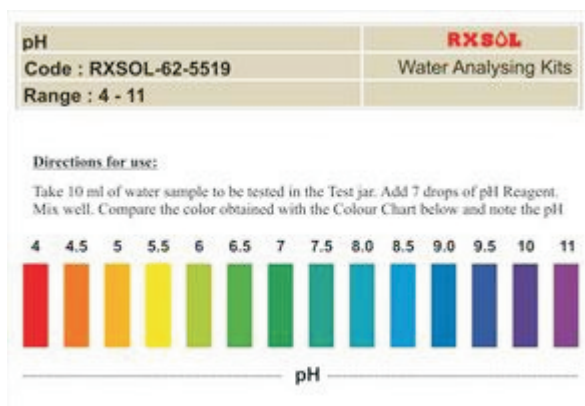 pH
RXSOL
Code : RXSOL-62-5519
Water Analysing Kits
Range : 4 - 11
Directions for use:
Take 10 ml of water sample to be tested in the Test jar. Add 7 drops of pH Reagent.
Mix well. Compare the color obtained with the Colour Chart below and note the pH
4 4.5 5 5.5 6 6.5 7 7.5 8.0 8.5 9.0 9.5 10 11
pH